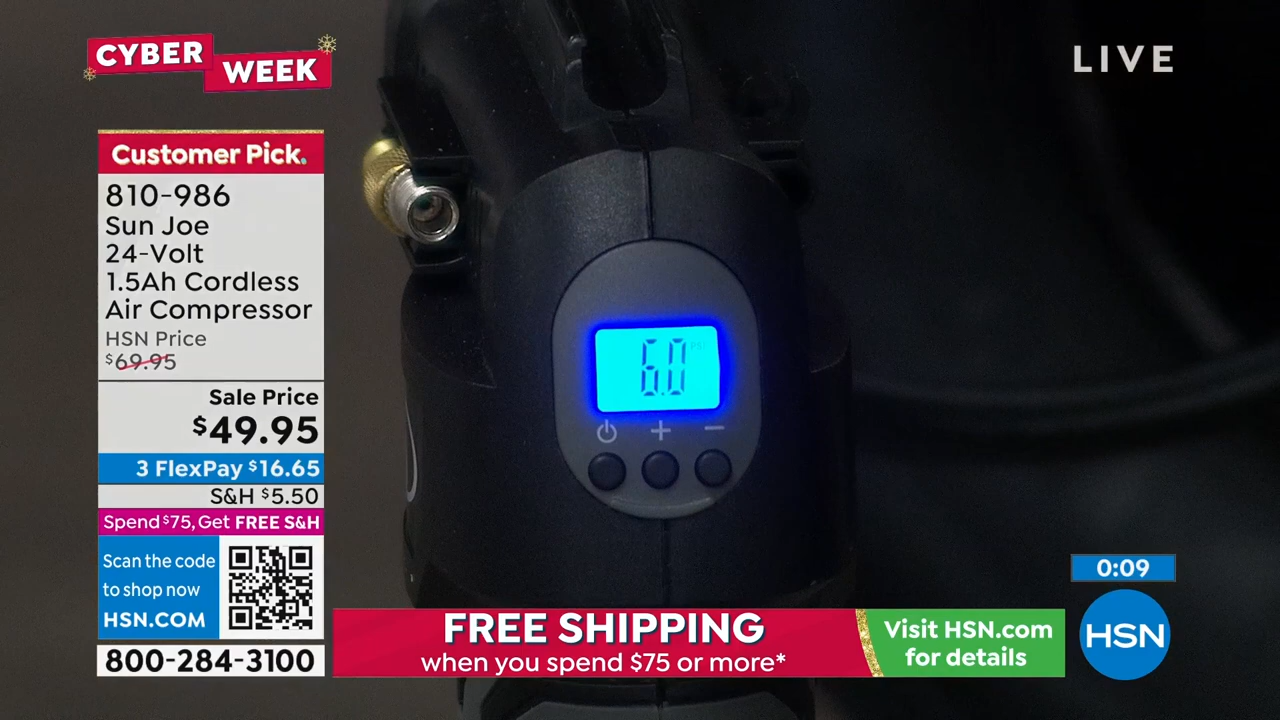 CYBER
WEEK
LIVE
Customer Pick.
810-986
Sun Joe
24-Volt
1.5Ah Cordless
Air Compressor
HSN Price
$69.95
Sale Price
$49.95
3 FlexPay $16.65
S&H $5.50
Spend $75, Get FREE S&H
Scan the code
to shop now
HSN.COM
800-284-3100
6.0 PSI
+ −
FREE SHIPPING
when you spend $75 or more*
Visit HSN.com
for details
0:09
HSN